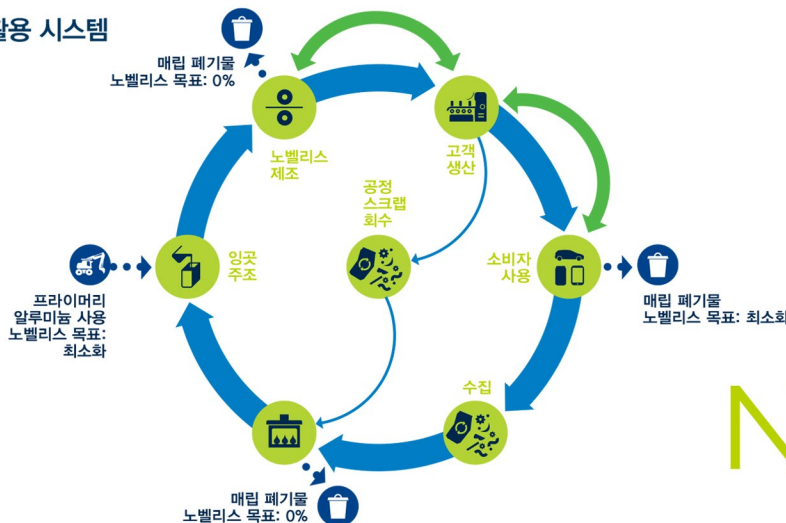 활용 시스템
매립 폐기물
노벨리스 목표: 0%
노벨리스
제조
고객
생산
공정
스크랩
회수
잉곳
주조
소비자
사용
프라이머리
알루미늄 사용
노벨리스 목표:
최소화
매립 폐기물
노벨리스 목표: 최소화
수집
매립 폐기물
노벨리스 목표: 0%
N